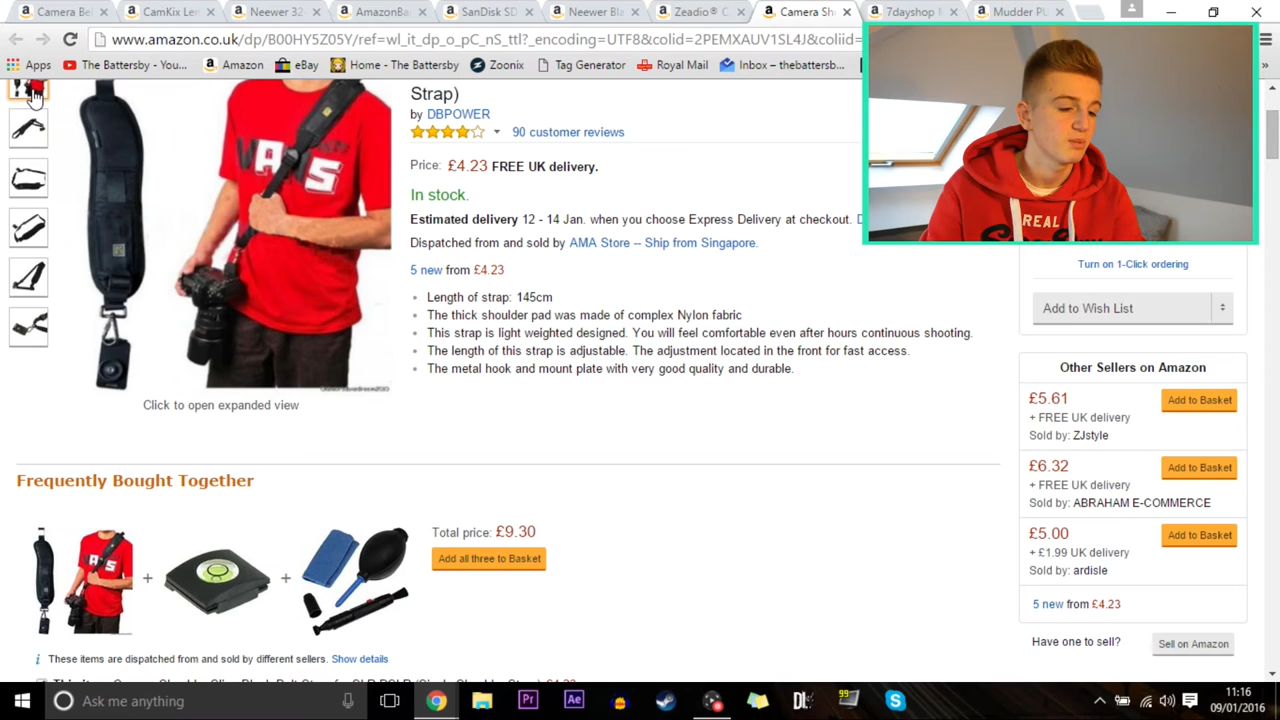 Camera Bel
CamKix Len
Neewer 32
AmazonBa
SanDisk SD
Neewer Bla
Zeadio® C
Camera Sh
7dayshop
Mudder PU
www.amazon.co.uk/dp/B00HY5Z05Y/ref=wl_it_dp_o_pC_nS_ttl?_encoding=UTF8&colid=2PEMXAUV1SL4J&coliid=
Apps
The Battersby - You...
Amazon
eBay
Home - The Battersby
Zoonix
Tag Generator
Royal Mail
Inbox – thebattersb...
Strap)
by DBPOWER
90 customer reviews
Price: £4.23 FREE UK delivery.
In stock.
Estimated delivery 12 - 14 Jan. when you choose Express Delivery at checkout.
Dispatched from and sold by AMA Store -- Ship from Singapore.
5 new from £4.23
Length of strap: 145cm
The thick shoulder pad was made of complex Nylon fabric
This strap is light weighted designed. You will feel comfortable even after hours continuous shooting.
The length of this strap is adjustable. The adjustment located in the front for fast access.
The metal hook and mount plate with very good quality and durable.
Click to open expanded view
REAL
Turn on 1-Click ordering
Add to Wish List
Other Sellers on Amazon
£5.61
Add to Basket
+ FREE UK delivery
Sold by: ZJstyle
£6.32
Add to Basket
+ FREE UK delivery
Sold by: ABRAHAM E-COMMERCE
£5.00
Add to Basket
+ £1.99 UK delivery
Sold by: ardisle
5 new from £4.23
Have one to sell?
Sell on Amazon
Frequently Bought Together
+
+
Total price: £9.30
Add all three to Basket
These items are dispatched from and sold by different sellers. Show details
Ask me anything
Pr
Ae
99
11:16
09/01/2016